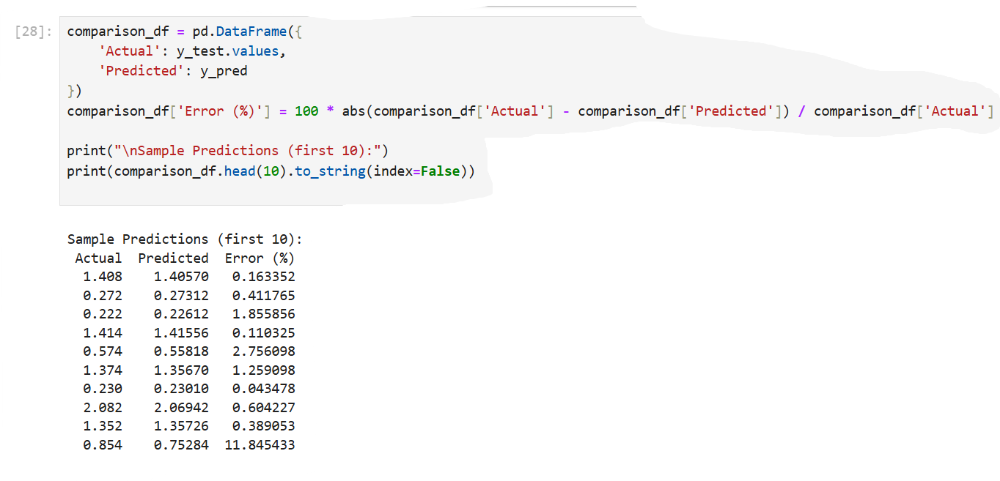 [28]:
comparison_df = pd.DataFrame({
    'Actual': y_test.values,
    'Predicted': y_pred
})
comparison_df['Error (%)'] = 100 * abs(comparison_df['Actual'] - comparison_df['Predicted']) / comparison_df['Actual']

print("\nSample Predictions (first 10):")
print(comparison_df.head(10).to_string(index=False))

Sample Predictions (first 10):
 Actual  Predicted  Error (%)
  1.408    1.40570   0.163352
  0.272    0.27312   0.411765
  0.222    0.22612   1.855856
  1.414    1.41556   0.110325
  0.574    0.55818   2.756098
  1.374    1.35670   1.259098
  0.230    0.23010   0.043478
  2.082    2.06942   0.604227
  1.352    1.35726   0.389053
  0.854    0.75284  11.845433